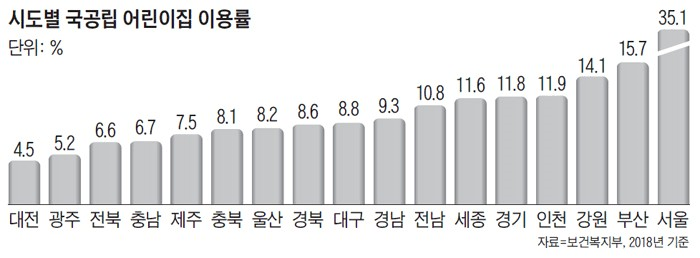 시도별 국공립 어린이집 이용률
단위: %
4.5 5.2 6.6 6.7 7.5 8.1 8.2 8.6 8.8 9.3 10.8 11.6 11.8 11.9 14.1 15.7 35.1
대전 광주 전북 충남 제주 충북 울산 경북 대구 경남 전남 세종 경기 인천 강원 부산 서울
자료=보건복지부, 2018년 기준